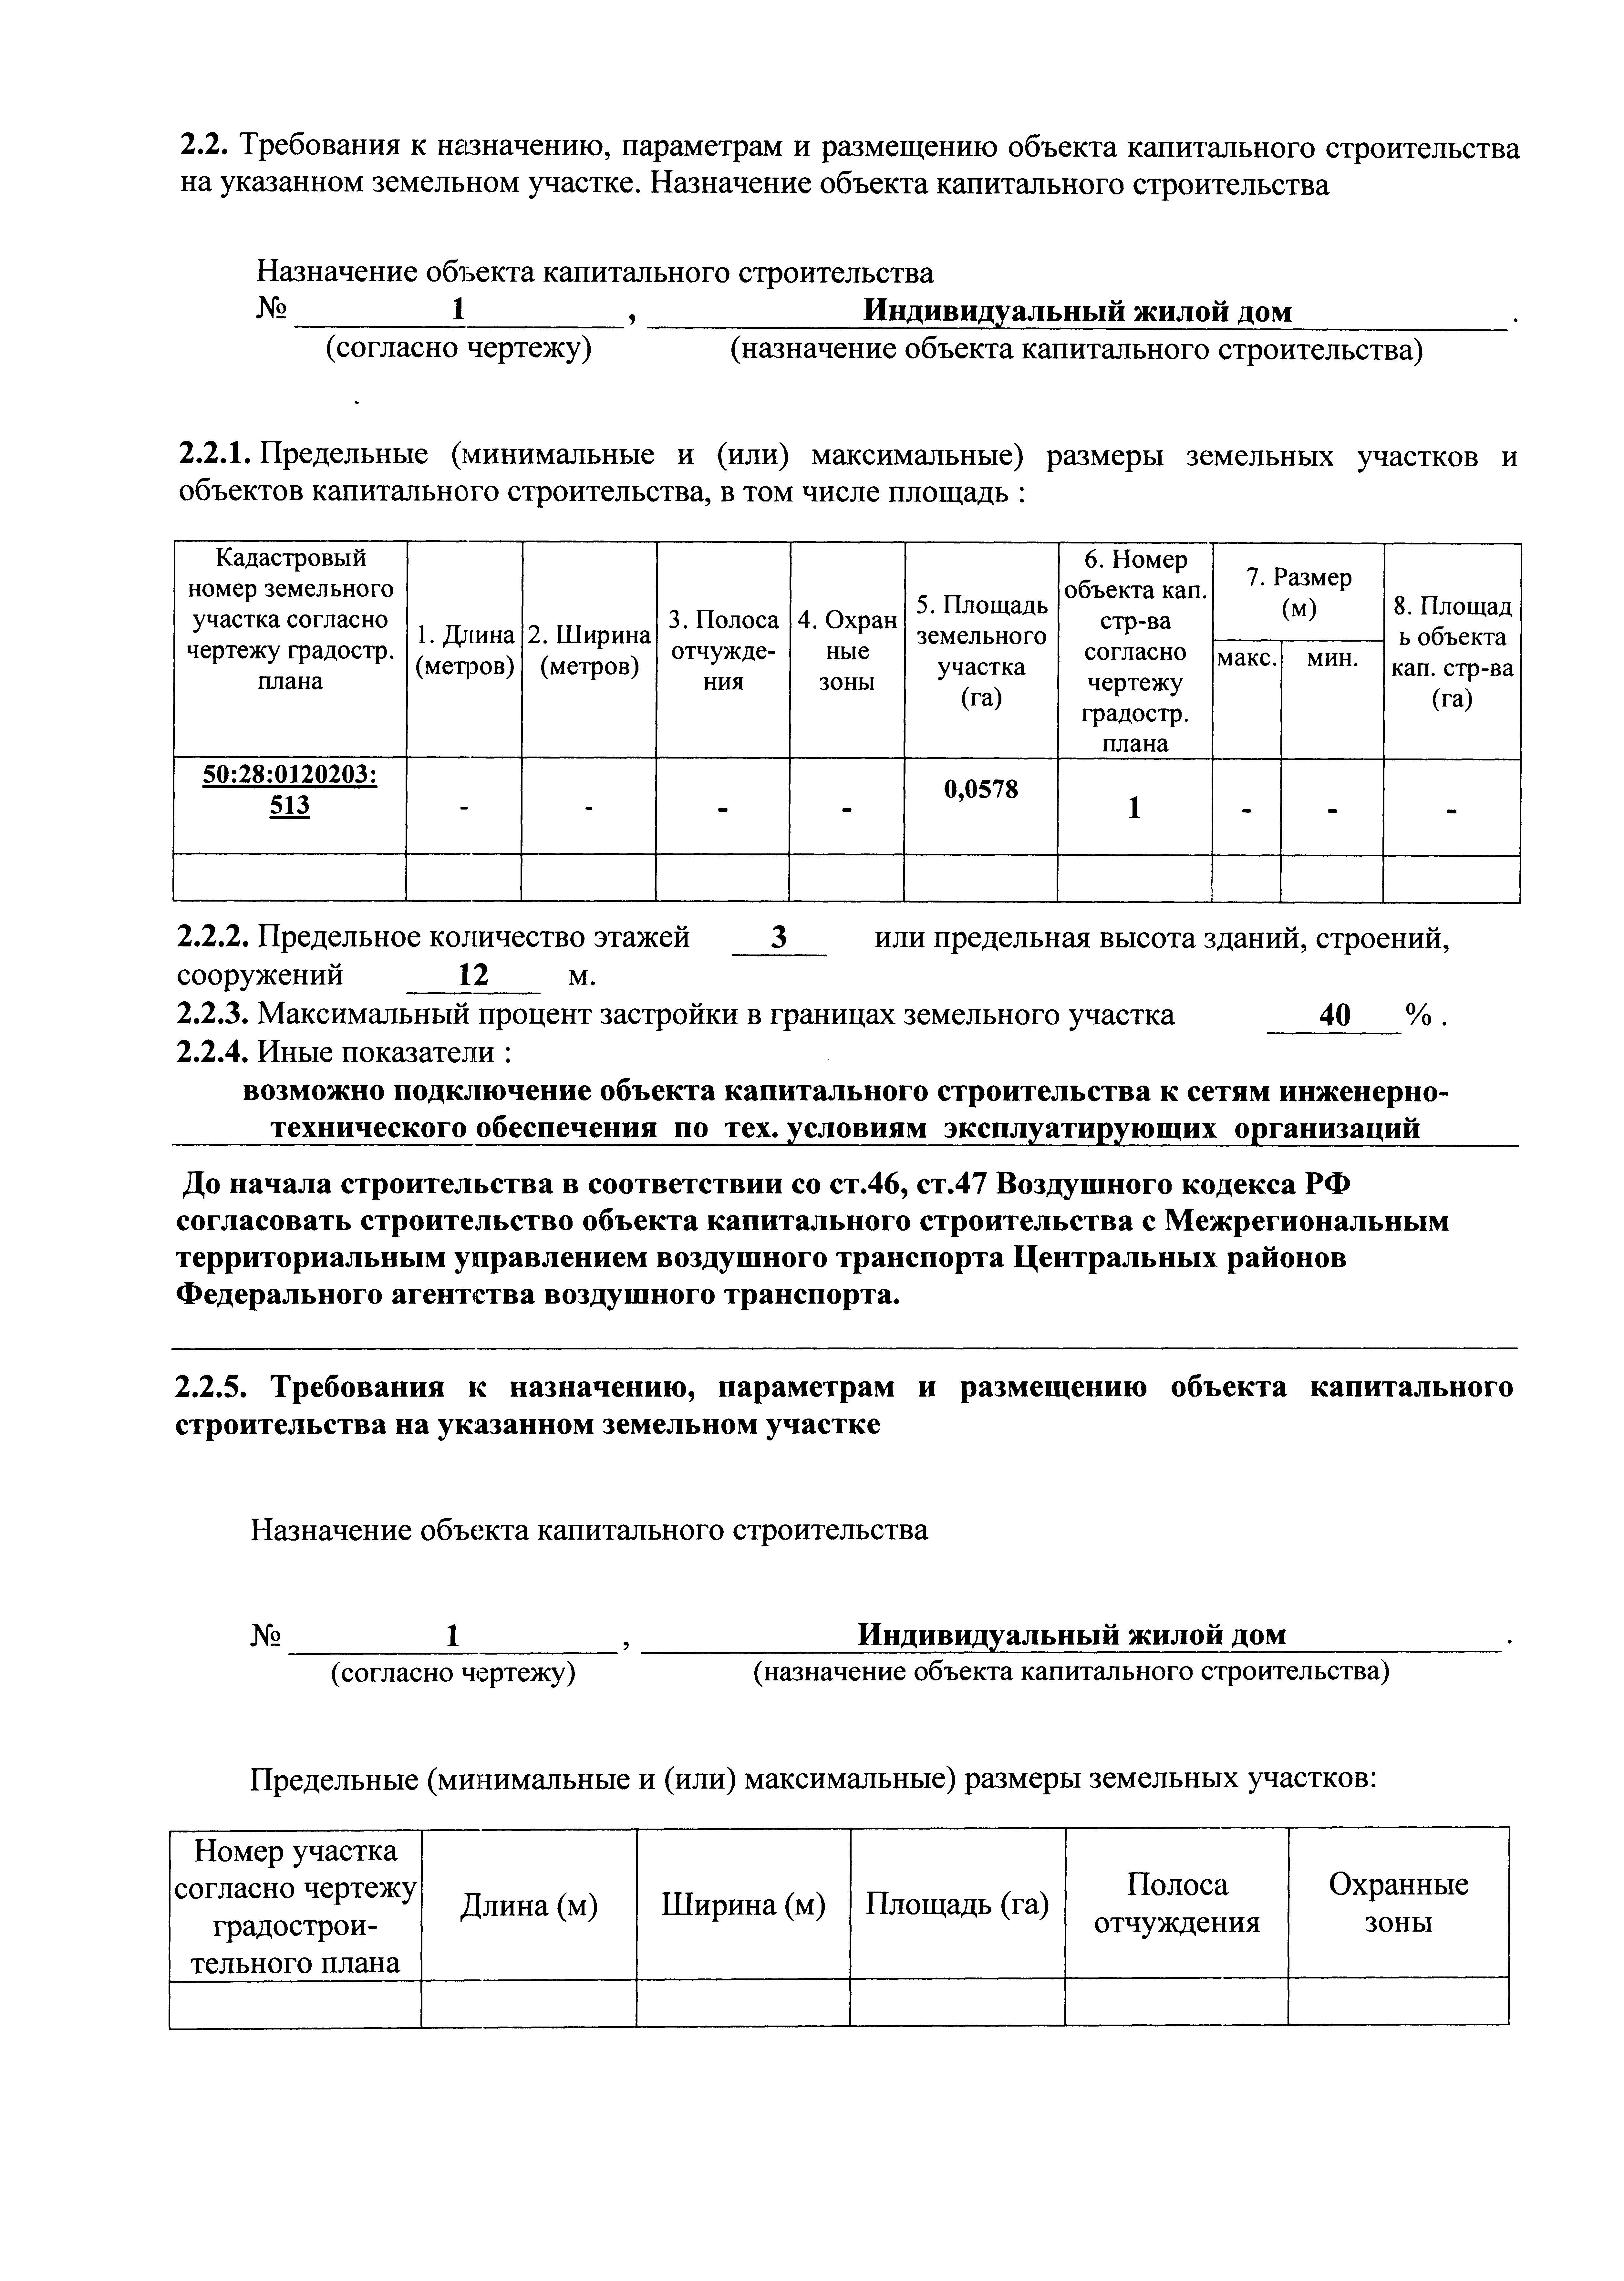 2.2. Требования к назначению, параметрам и размещению объекта капитального строительства
на указанном земельном участке. Назначение объекта капитального строительства
Назначение объекта капитального строительства
№ 1 , Индивидуальный жилой дом .
(согласно чертежу) (назначение объекта капитального строительства)
2.2.1. Предельные (минимальные и (или) максимальные) размеры земельных участков и
объектов капитального строительства, в том числе площадь :
Кадастровый
номер земельного
участка согласно
чертежу градостр.
плана
1. Длина
(метров)
2. Ширина
(метров)
3. Полоса
отчужде-
ния
4. Охран
ные
зоны
5. Площадь
земельного
участка
(га)
6. Номер
объекта кап.
стр-ва
согласно
чертежу
градостр.
плана
7. Размер
(м)
макс.
мин.
8. Площад
ь объекта
кап. стр-ва
(га)
50:28:0120203:
513
-
-
-
-
0,0578
1
-
-
-
2.2.2. Предельное количество этажей 3 или предельная высота зданий, строений,
сооружений 12 м.
2.2.3. Максимальный процент застройки в границах земельного участка 40 % .
2.2.4. Иные показатели :
возможно подключение объекта капитального строительства к сетям инженерно-
технического обеспечения по тех. условиям эксплуатирующих организаций
До начала строительства в соответствии со ст.46, ст.47 Воздушного кодекса РФ
согласовать строительство объекта капитального строительства с Межрегиональным
территориальным управлением воздушного транспорта Центральных районов
Федерального агентства воздушного транспорта.
2.2.5. Требования к назначению, параметрам и размещению объекта капитального
строительства на указанном земельном участке
Назначение объекта капитального строительства
№ 1 , Индивидуальный жилой дом .
(согласно чертежу) (назначение объекта капитального строительства)
Предельные (минимальные и (или) максимальные) размеры земельных участков:
Номер участка
согласно чертежу
градострои-
тельного плана
Длина (м)
Ширина (м)
Площадь (га)
Полоса
отчуждения
Охранные
зоны